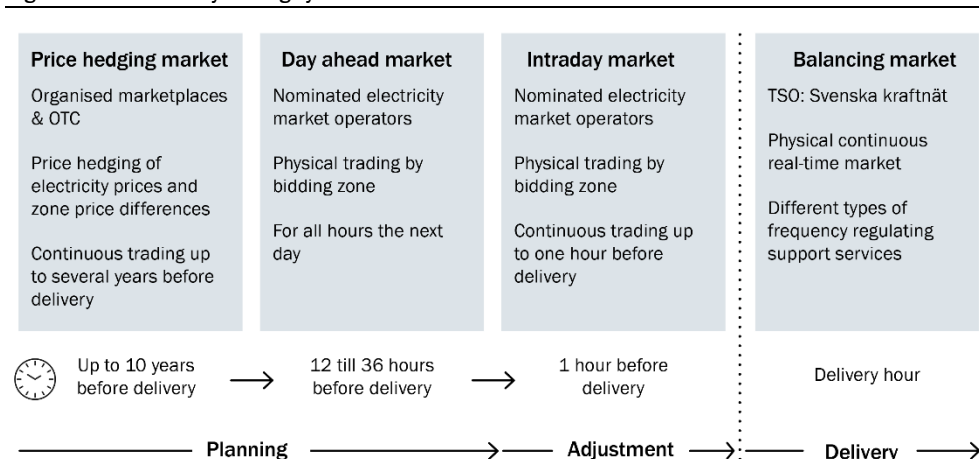 Price hedging market
Organised marketplaces
& OTC
Price hedging of
electricity prices and
zone price differences
Continuous trading up
to several years before
delivery
Day ahead market
Nominated electricity
market operators
Physical trading by
bidding zone
For all hours the next
day
Intraday market
Nominated electricity
market operators
Physical trading by
bidding zone
Continuous trading up
to one hour before
delivery
Balancing market
TSO: Svenska kraftnät
Physical continuous
real-time market
Different types of
frequency regulating
support services
Up to 10 years
before delivery
12 till 36 hours
before delivery
1 hour before
delivery
Delivery hour
Planning
Adjustment
Delivery